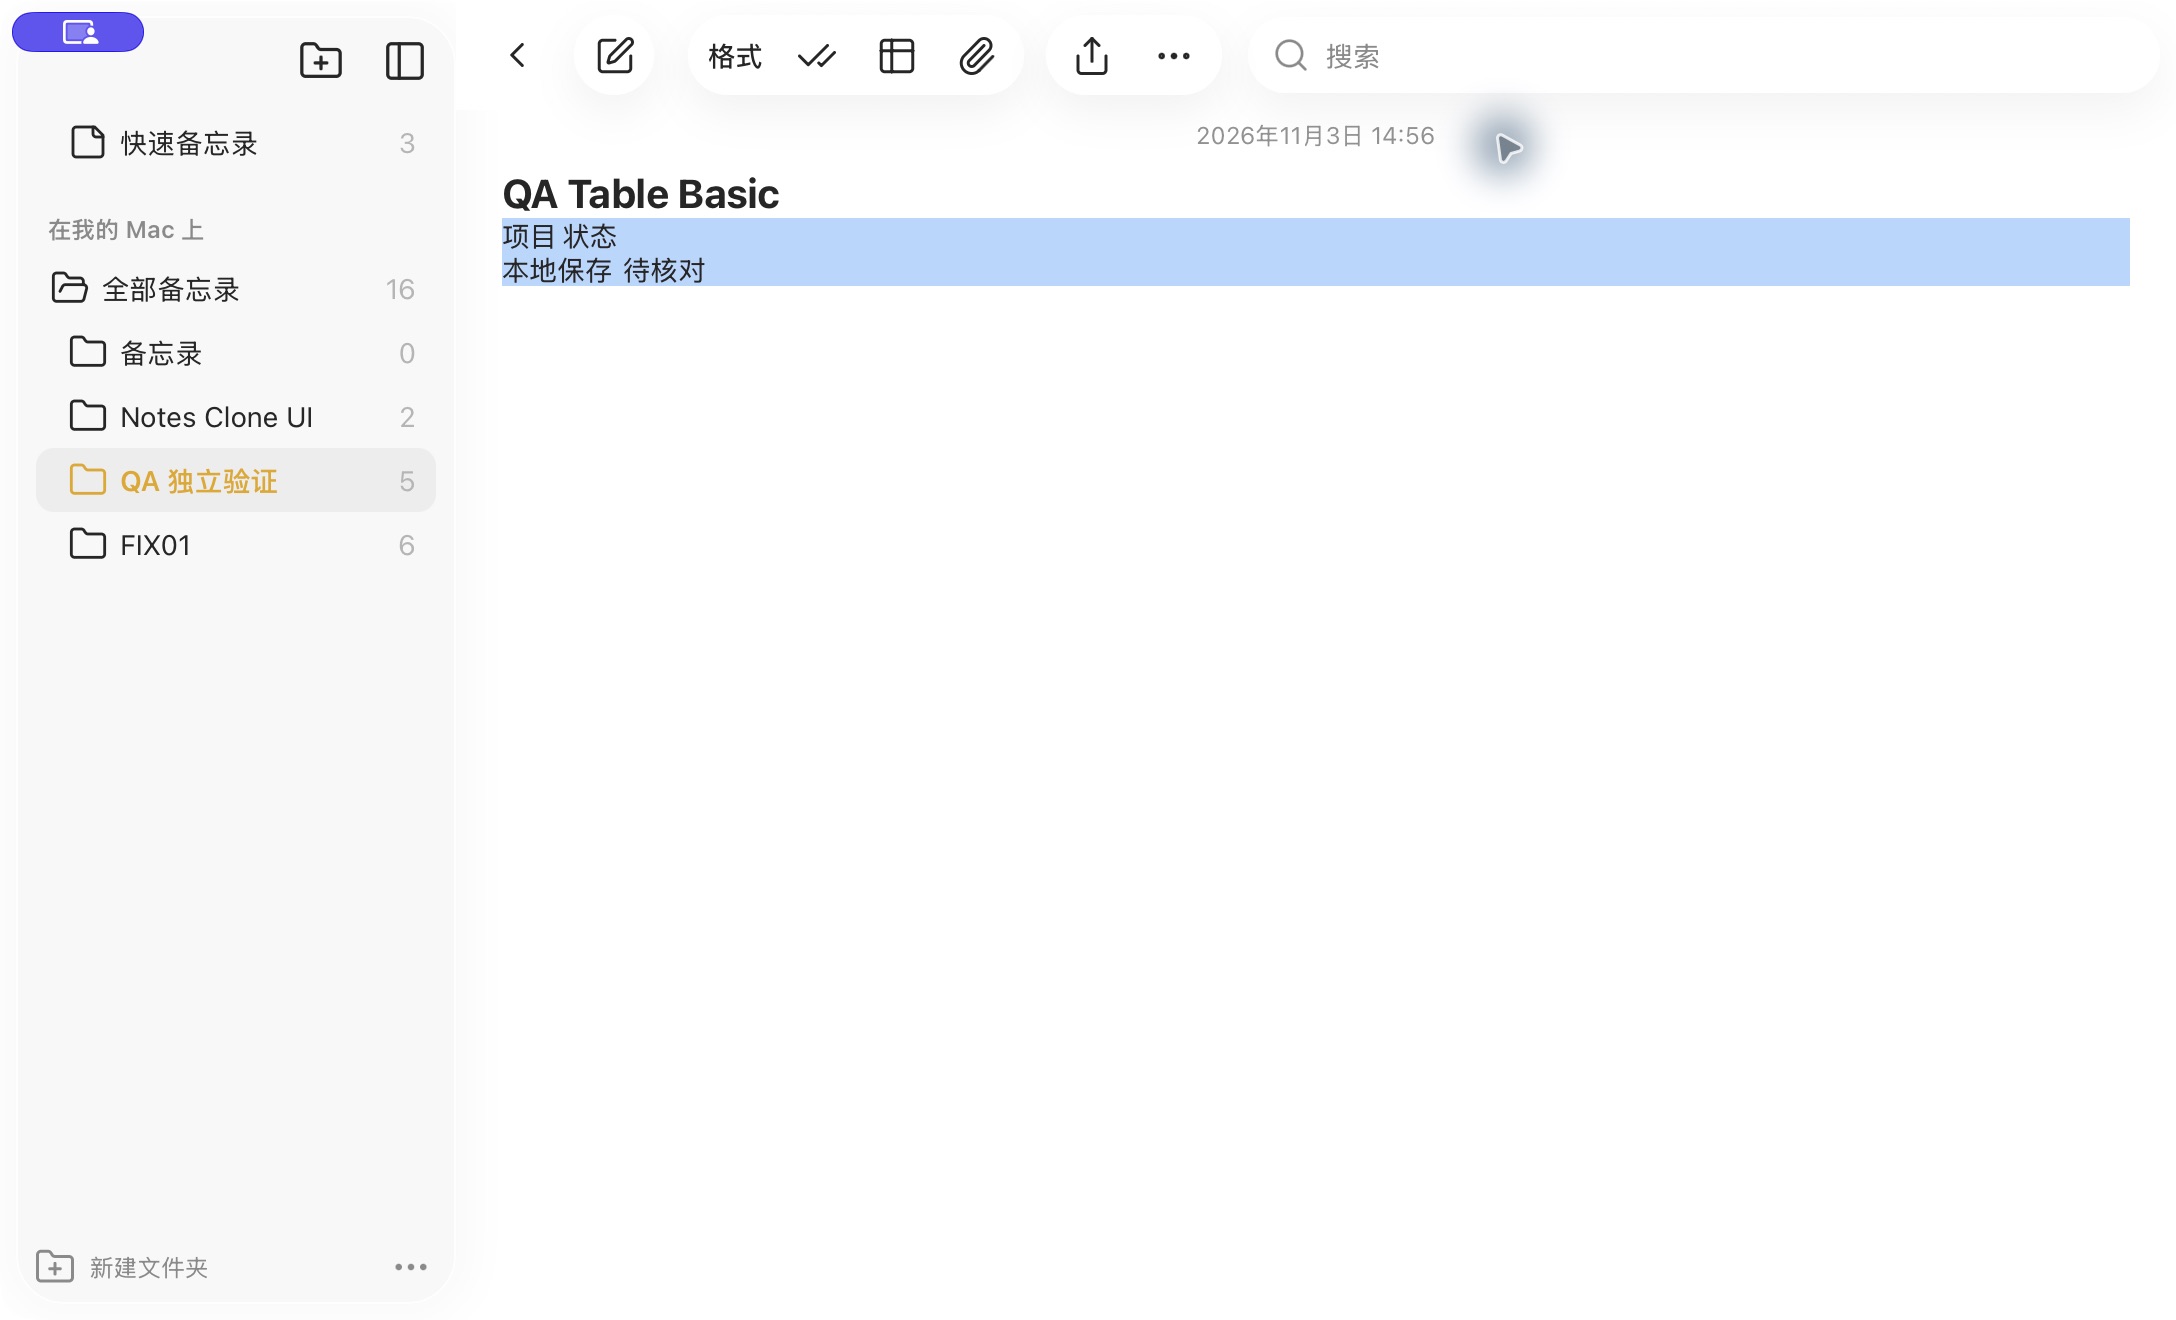 快速备忘录 3
在我的 Mac 上
全部备忘录 16
备忘录 0
Notes Clone UI 2
QA 独立验证 5
FIX01 6
新建文件夹
格式
搜索
2026年11月3日 14:56
QA Table Basic
项目 状态
本地保存 待核对